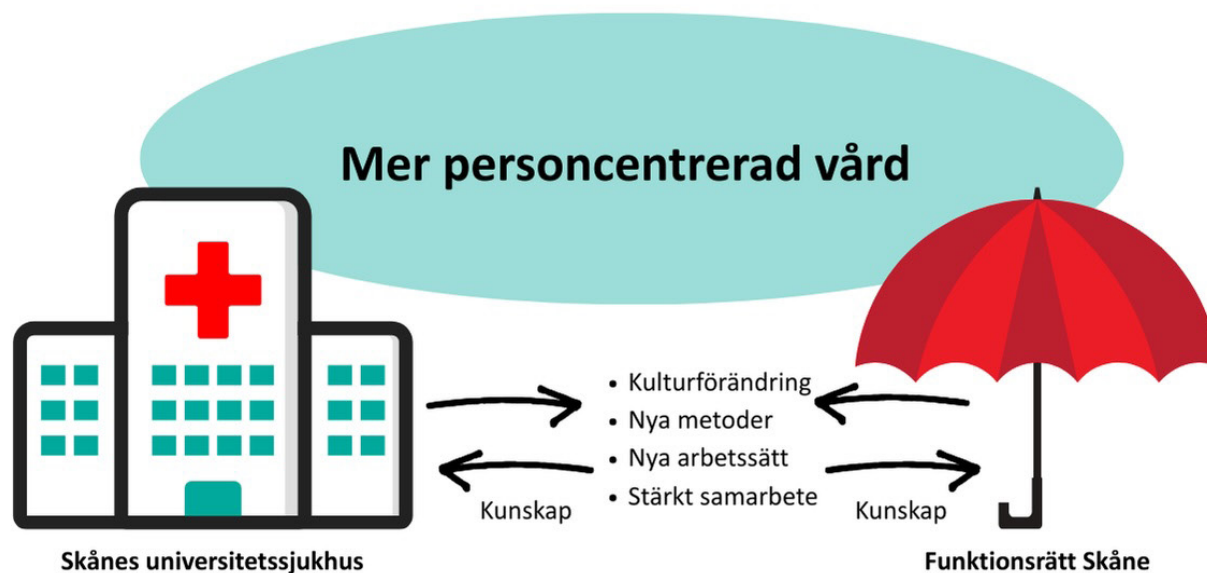 Mer personcentrerad vård
• Kulturförändring
• Nya metoder
• Nya arbetssätt
• Stärkt samarbete
Kunskap
Kunskap
Skånes universitetssjukhus
Funktionsrätt Skåne